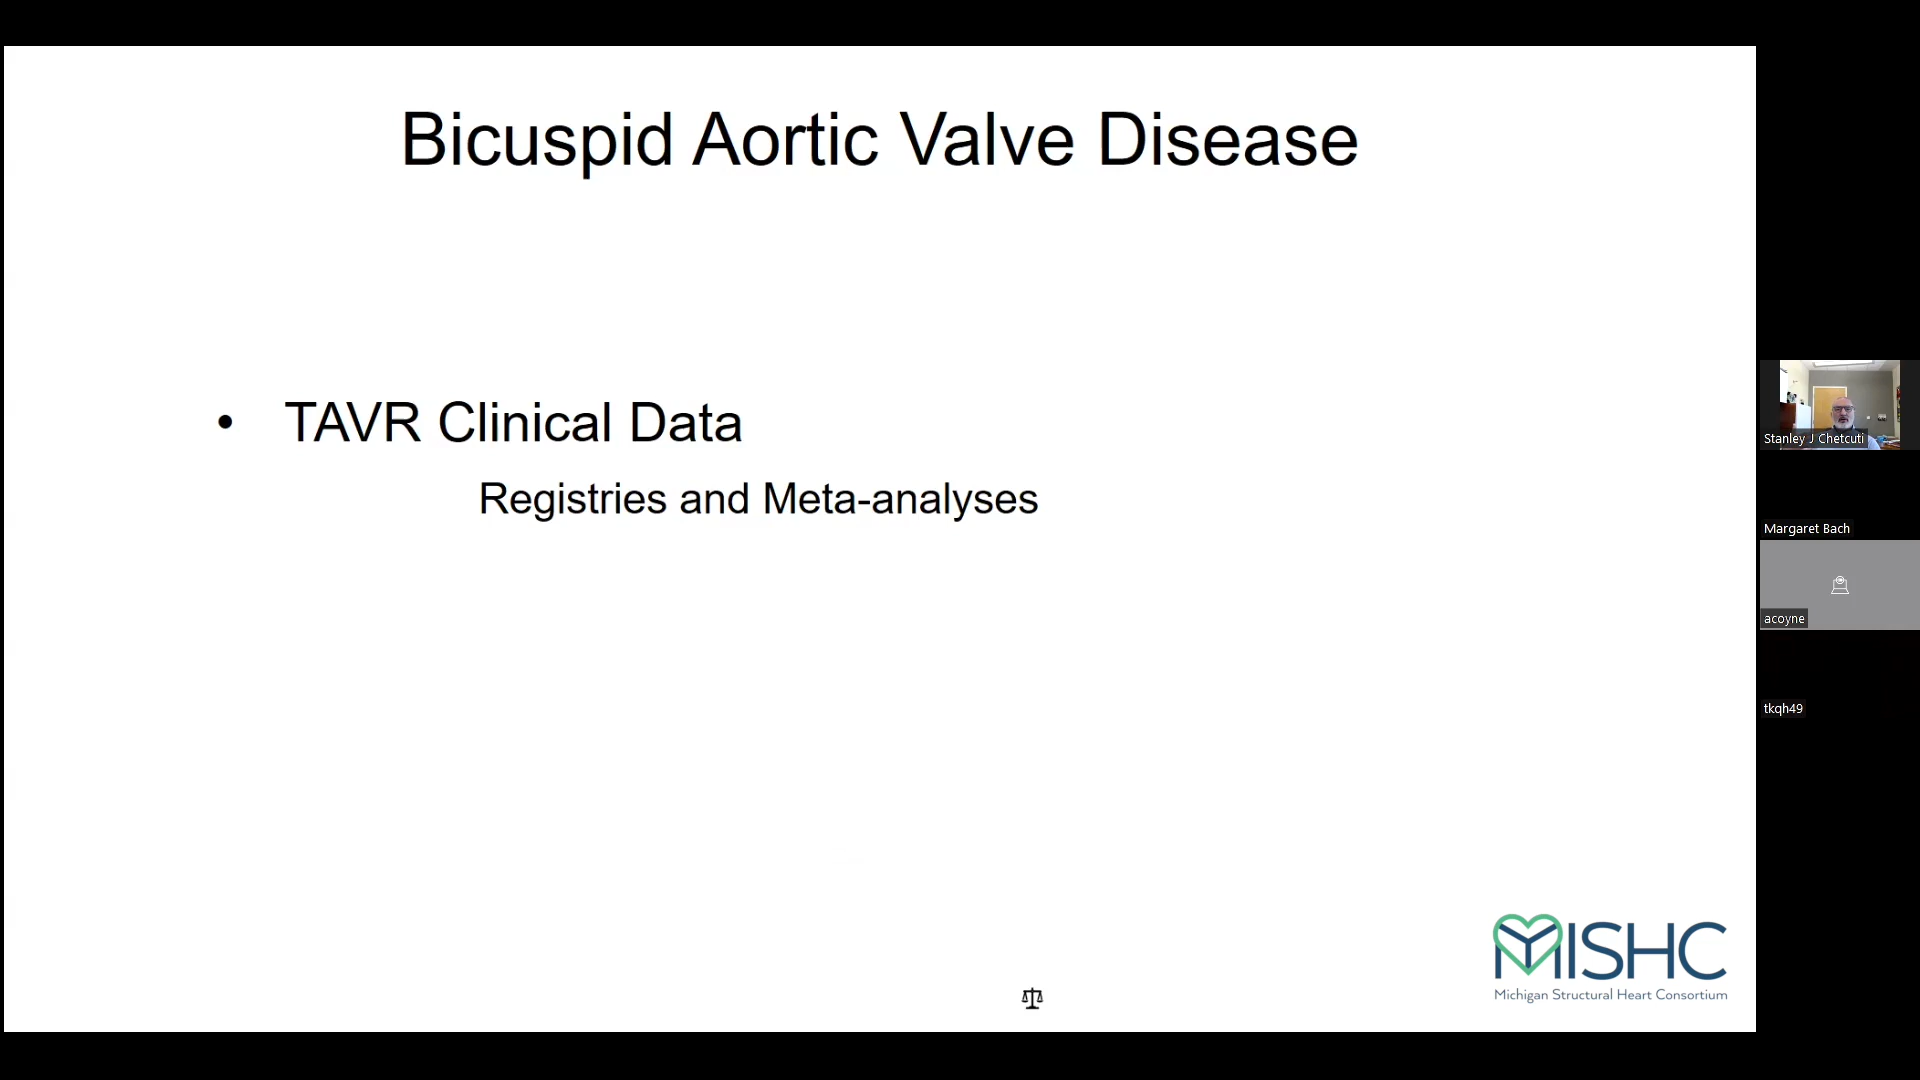 Bicuspid Aortic Valve Disease
• TAVR Clinical Data
Registries and Meta-analyses
MISHC
Michigan Structural Heart Consortium
Stanley J Chetcuti
Margaret Bach
acoyne
tkqh49